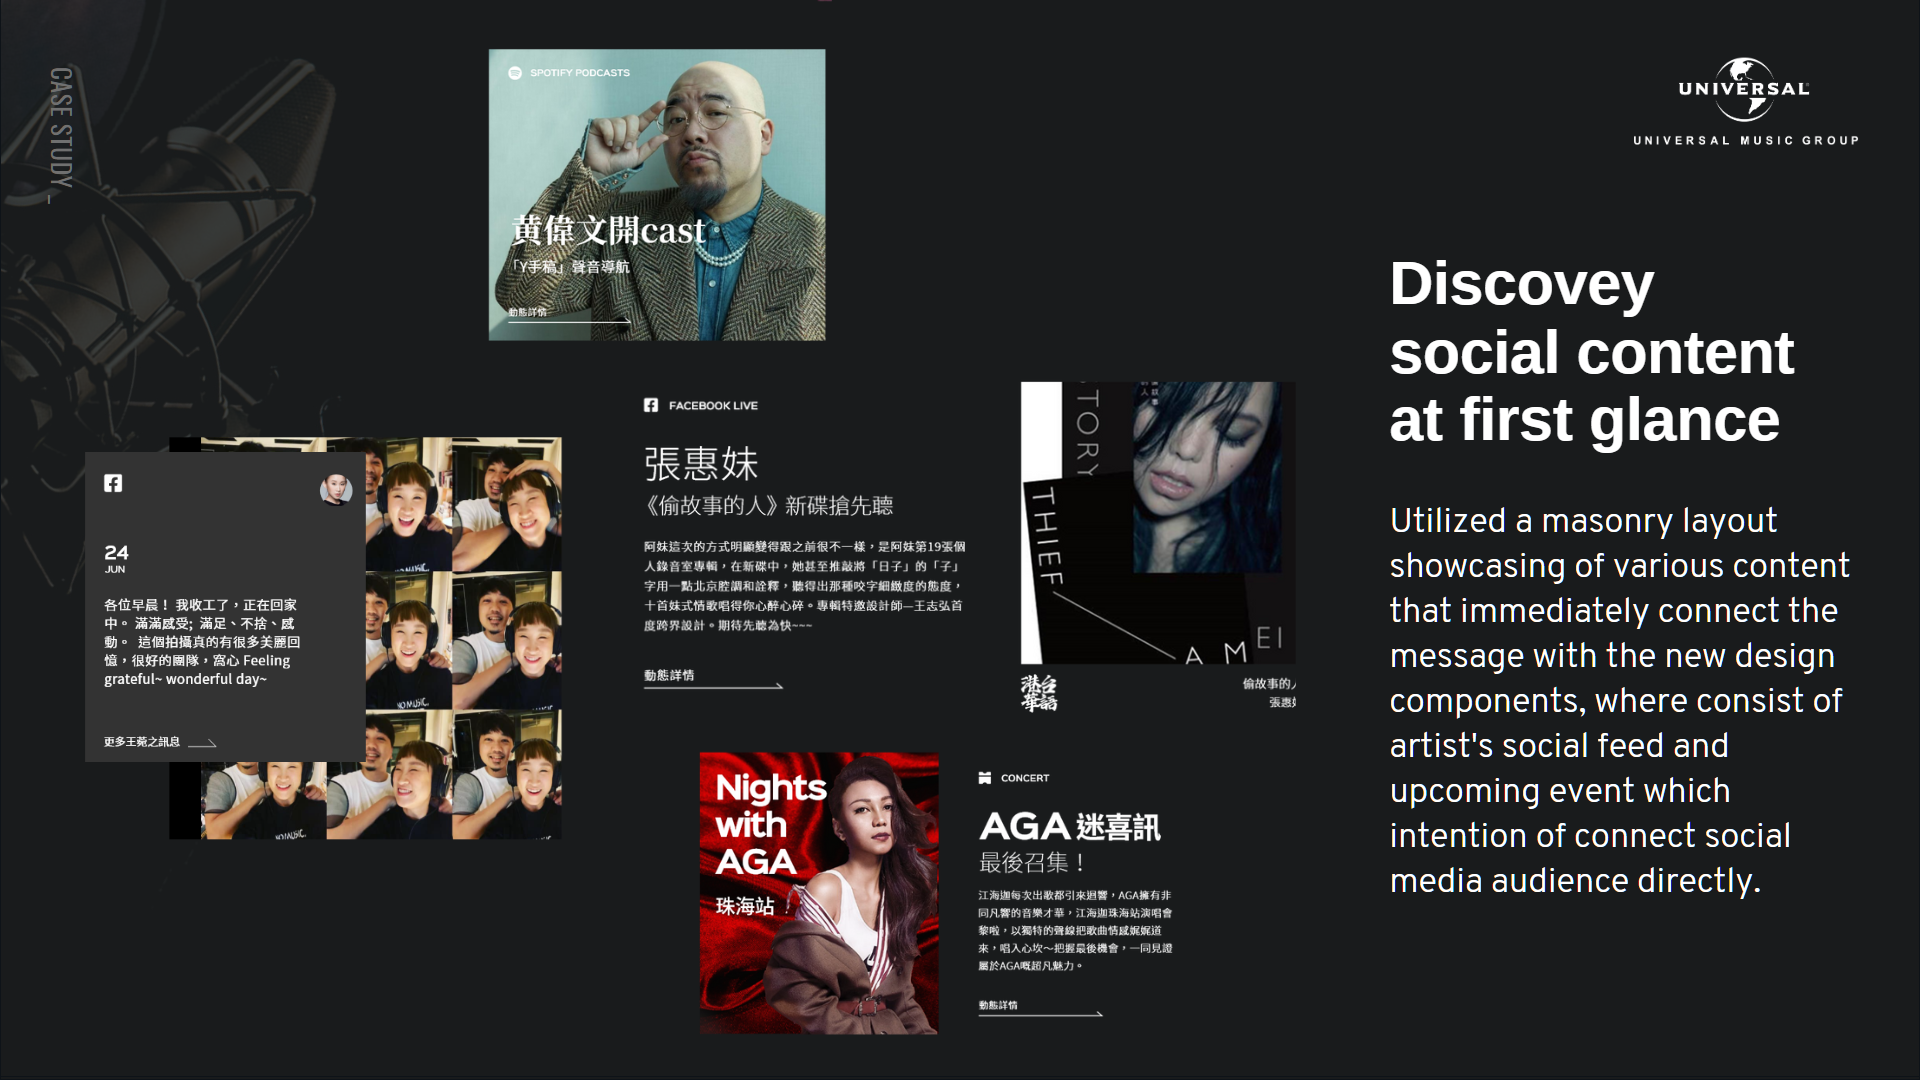 CASE STUDY –
SPOTIFY PODCASTS
黄偉文開cast
「Y手稿」聲音導航
動態詳情
UNIVERSAL
UNIVERSAL MUSIC GROUP
Discovey
social content
at first glance
Utilized a masonry layout
showcasing of various content
that immediately connect the
message with the new design
components, where consist of
artist's social feed and
upcoming event which
intention of connect social
media audience directly.
24
JUN
各位早晨！ 我收工了，正在回家
中。 滿滿感受; 滿足、不捨、感
動。 這個拍攝真的有很多美麗回
憶，很好的團隊，窩心 Feeling
grateful~ wonderful day~
更多王菀之訊息
FACEBOOK LIVE
張惠妹
《偷故事的人》新碟搶先聽
阿妹這次的方式明顯變得跟之前很不一樣，是阿妹第19張個
人錄音室專輯，在新碟中，她甚至推敲將「日子」的「子」
字用一點北京腔調和詮釋，聽得出那種咬字細緻度的態度，
十首妹式情歌唱得你心醉心碎。專輯特邀設計師—王志弘首
度跨界設計。期待先聽為快~~~
動態詳情
STORY
THIEF
A MEI
港台
華語
偷故事的人
張惠妹
Nights
with
AGA
珠海站
CONCERT
AGA 迷喜訊
最後召集！
江海迦每次出歌都引來迴響，AGA擁有非
同凡響的音樂才華，江海迦珠海站演唱會
黎啦，以獨特的聲線把歌曲情感娓娓道
來，唱入心坎～把握最後機會，一同見證
屬於AGA嘅超凡魅力。
動態詳情